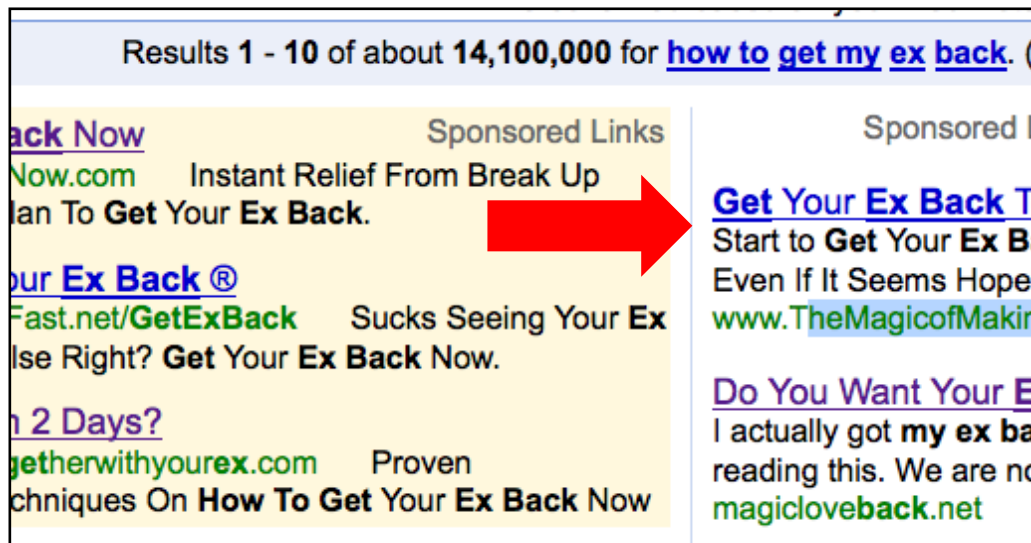 Results 1 - 10 of about 14,100,000 for how to get my ex back. (
ack Now Sponsored Links
Now.com Instant Relief From Break Up
lan To Get Your Ex Back.
our Ex Back ®
Fast.net/GetExBack Sucks Seeing Your Ex
lse Right? Get Your Ex Back Now.
n 2 Days?
getherwithyourex.com Proven
chniques On How To Get Your Ex Back Now
Sponsored
Get Your Ex Back T
Start to Get Your Ex B
Even If It Seems Hope
www.TheMagicofMakin
Do You Want Your E
I actually got my ex ba
reading this. We are no
magicloveback.net